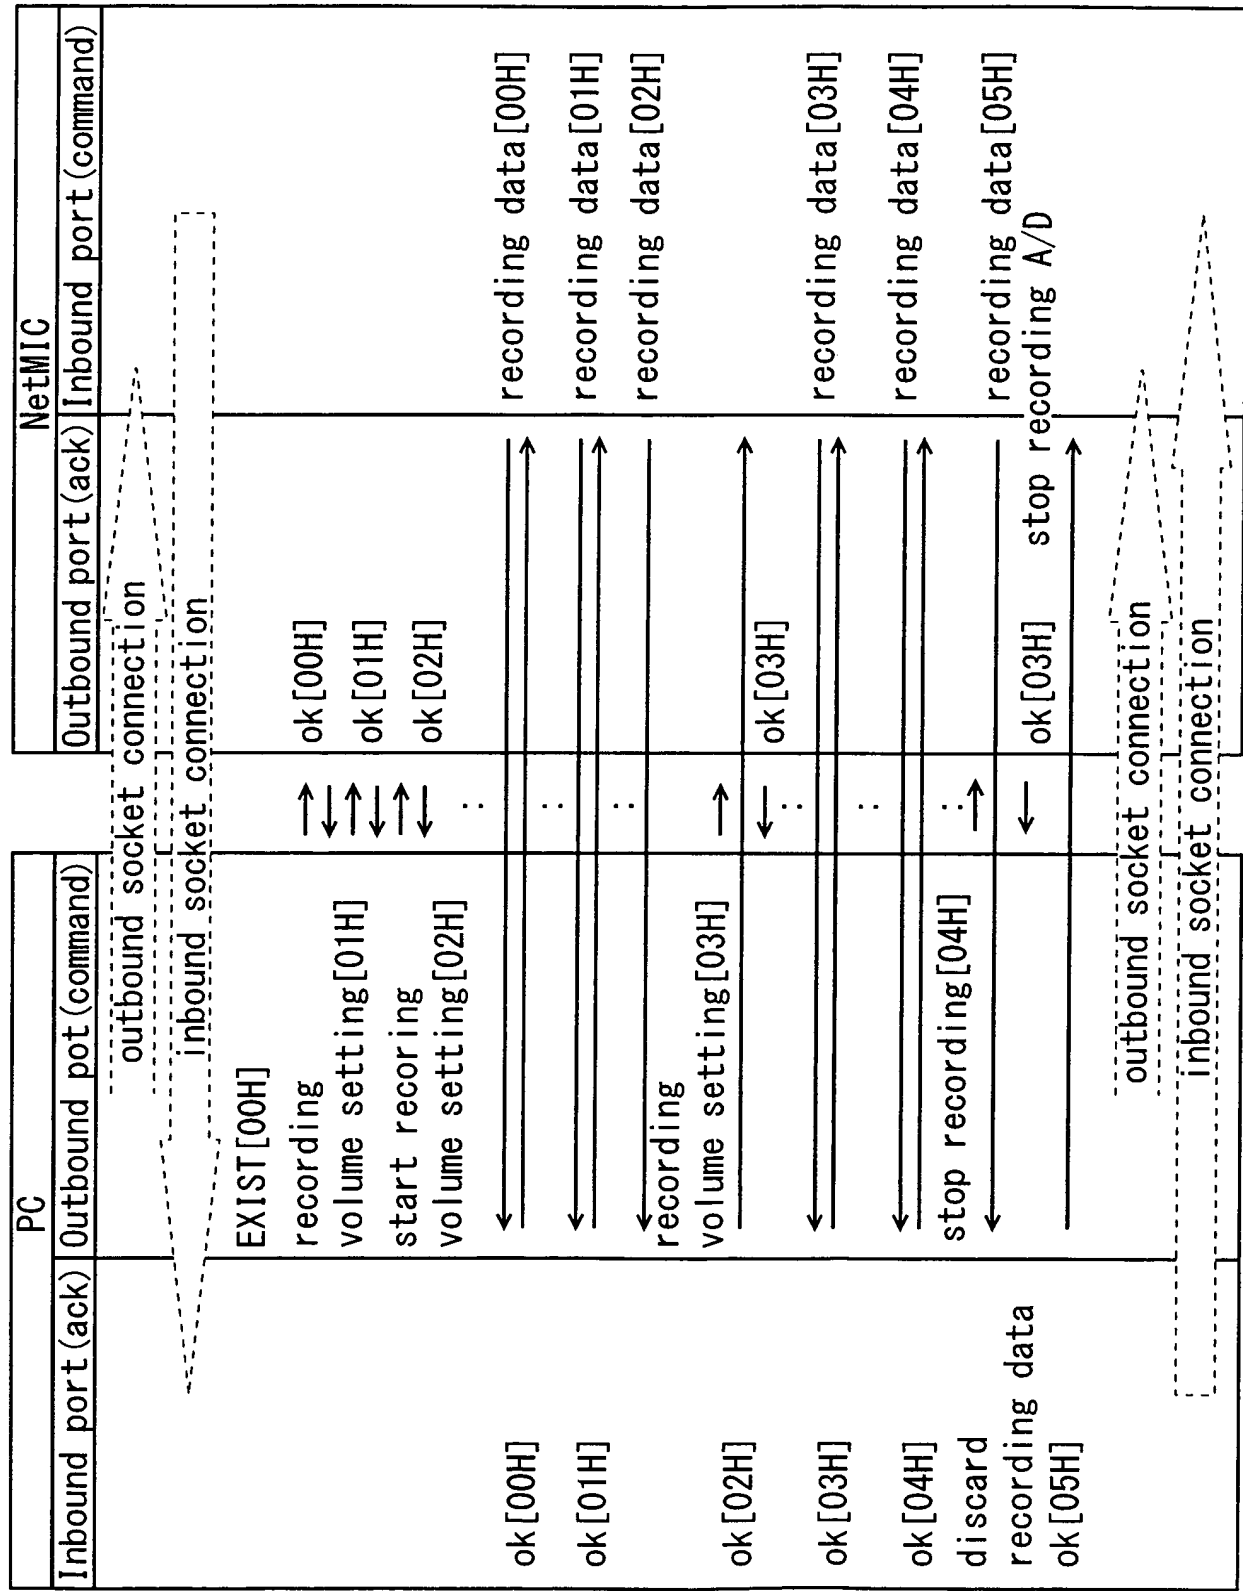 PC
NetMIC
Inbound port(ack)
Outbound pot(command)
Outbound port(ack)
Inbound port(command)
outbound socket connection
inbound socket connection
EXIST[00H]
ok[00H]
recording
volume setting[01H]
ok[01H]
start recoring
volume setting[02H]
ok[02H]
‥
ok[00H]
recording data[00H]
‥
ok[01H]
recording data[01H]
‥
recording data[02H]
recording
volume setting[03H]
ok[02H]
ok[03H]
‥
ok[03H]
recording data[03H]
‥
ok[04H]
recording data[04H]
‥
stop recording[04H]
discard
recording data
recording data[05H]
ok[03H]
stop recording A/D
ok[05H]
outbound socket connection
inbound socket connection